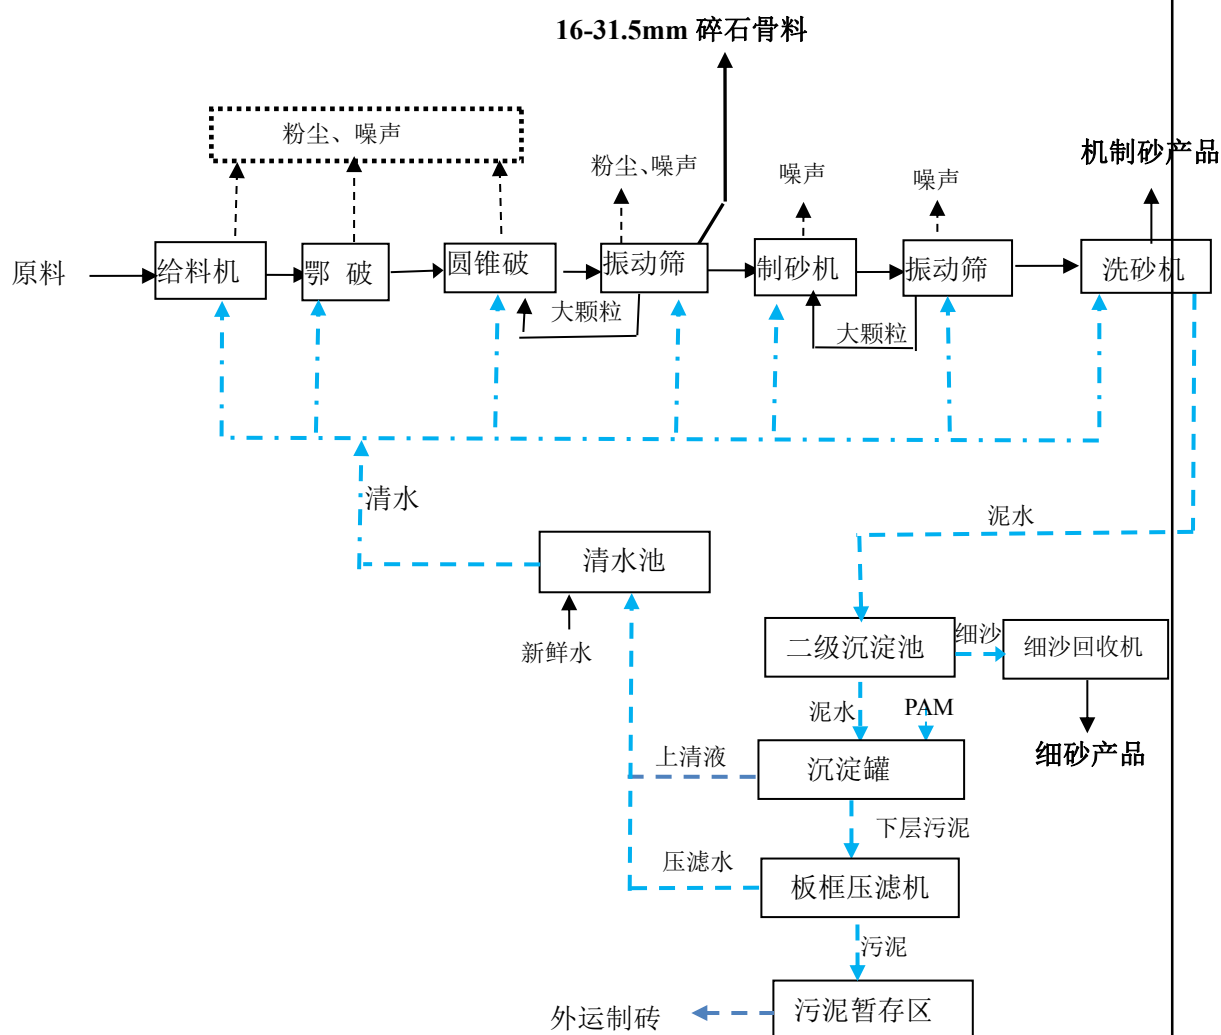 16-31.5mm 碎石骨料
粉尘、噪声
粉尘、噪声
噪声
噪声
机制砂产品
原料
给料机
鄂 破
圆锥破
振动筛
制砂机
振动筛
洗砂机
大颗粒
大颗粒
清水
泥水
清水池
新鲜水
二级沉淀池
细沙
细沙回收机
泥水
PAM
细砂产品
上清液
沉淀罐
下层污泥
压滤水
板框压滤机
污泥
外运制砖
污泥暂存区